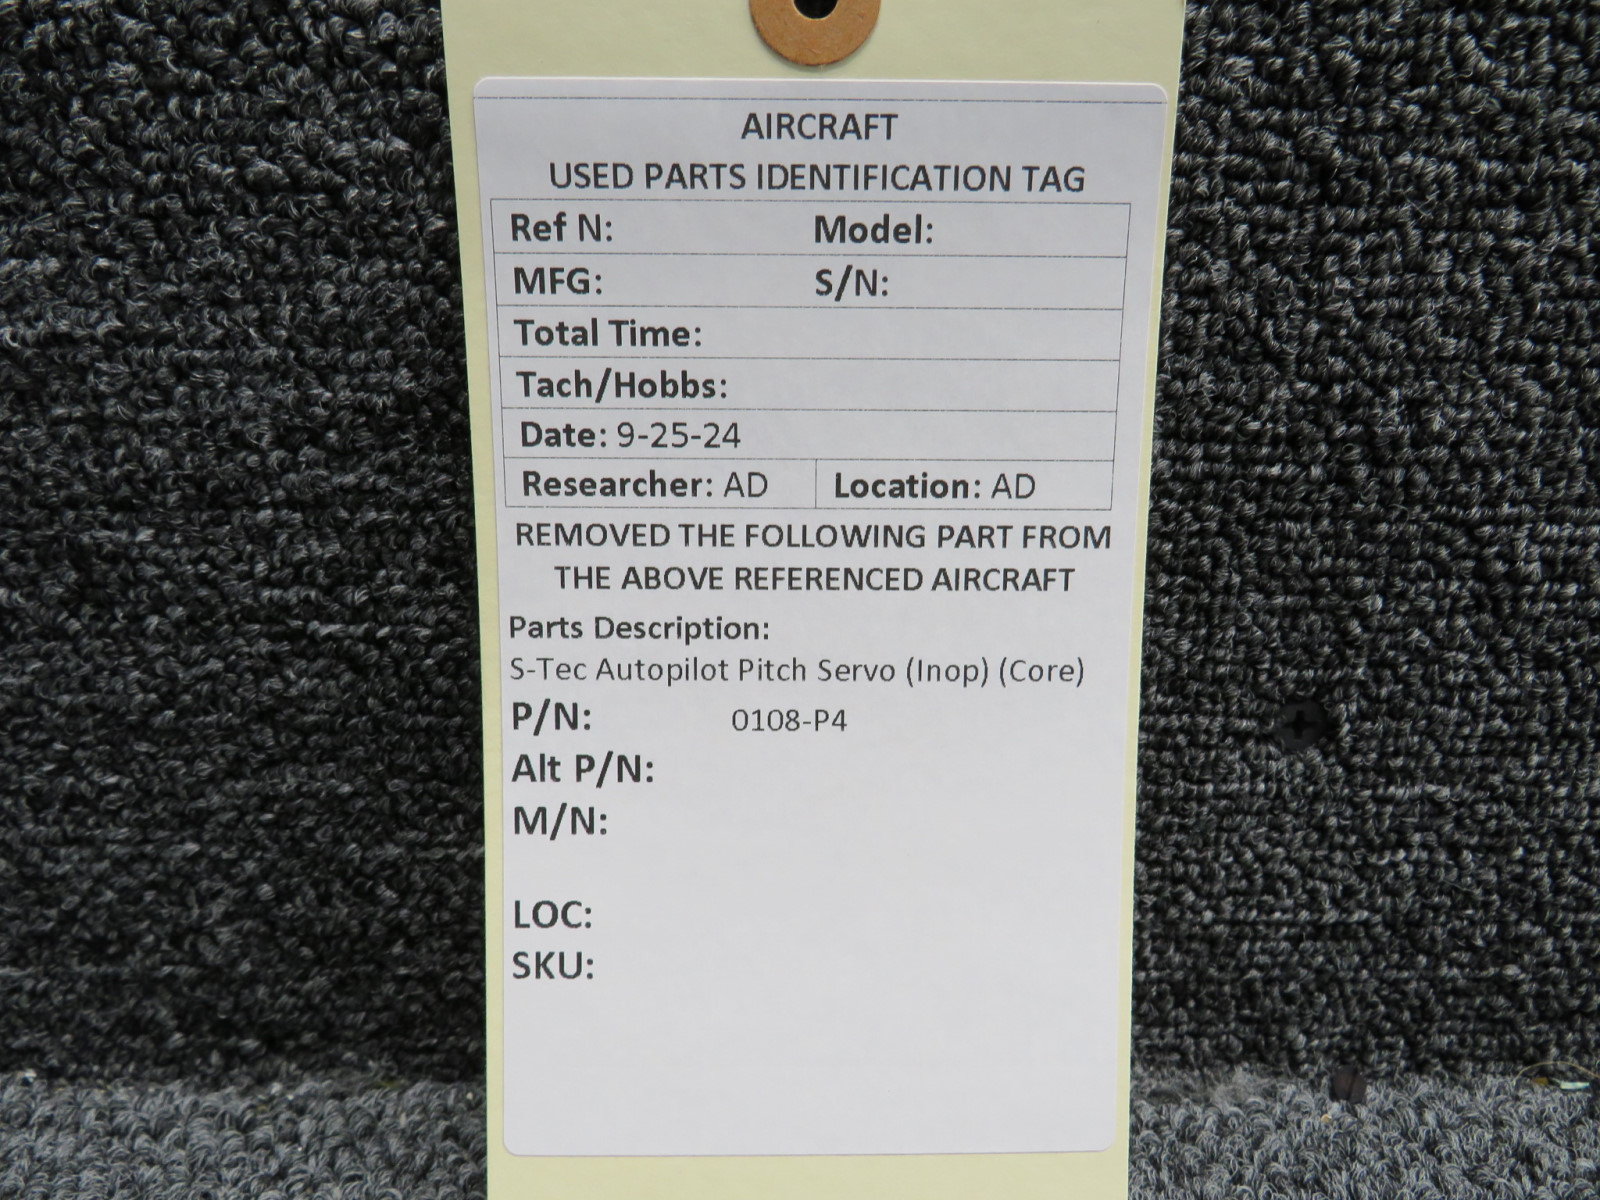 AIRCRAFT
USED PARTS IDENTIFICATION TAG
Ref N: Model:
MFG: S/N:
Total Time:
Tach/Hobbs:
Date: 9-25-24
Researcher: AD Location: AD
REMOVED THE FOLLOWING PART FROM
THE ABOVE REFERENCED AIRCRAFT
Parts Description:
S-Tec Autopilot Pitch Servo (Inop) (Core)
P/N: 0108-P4
Alt P/N:
M/N:
LOC:
SKU: